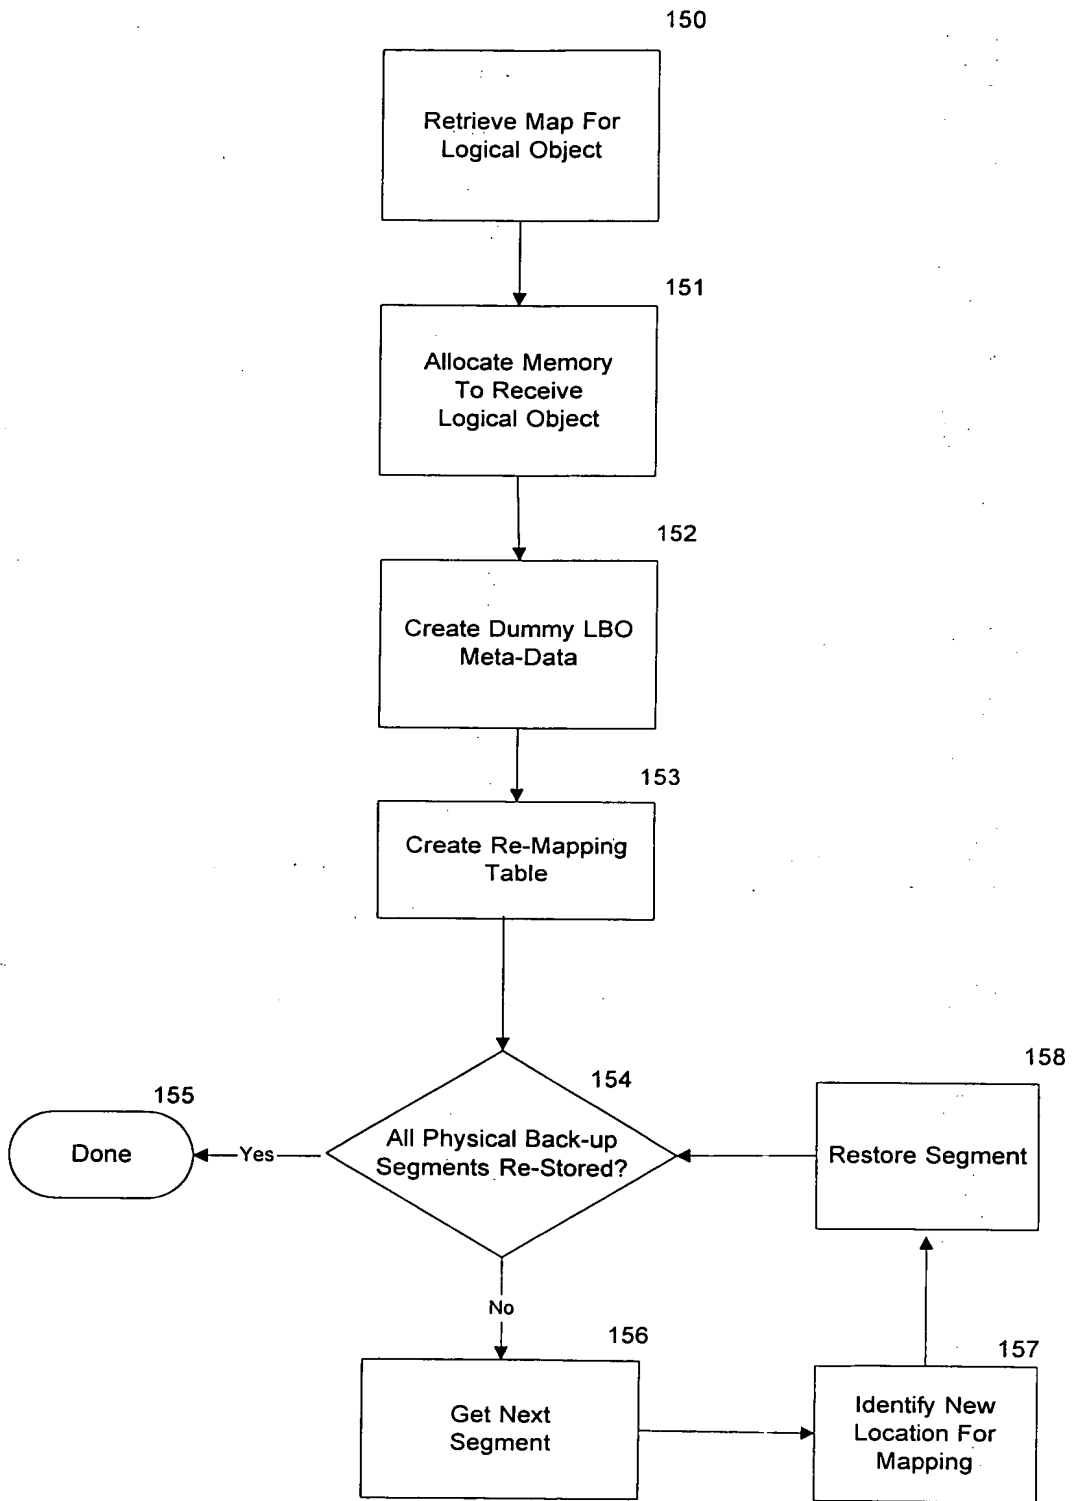 150
Retrieve Map For
Logical Object
151
Allocate Memory
To Receive
Logical Object
152
Create Dummy LBO
Meta-Data
153
Create Re-Mapping
Table
154
All Physical Back-up
Segments Re-Stored?
155
Done
Yes
No
156
Get Next
Segment
157
Identify New
Location For
Mapping
158
Restore Segment